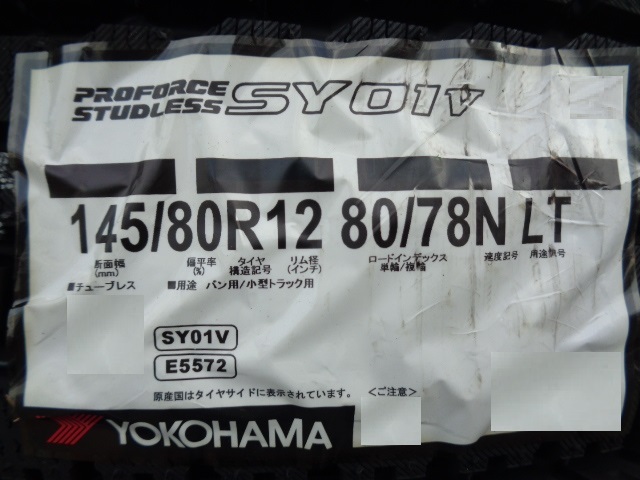 PROFORCE
STUDLESS SY01V
145/80R12 80/78N LT
断面幅 偏平率 タイヤ リム径 ロードインデックス 速度記号 用途記号
(mm) (%) 構造記号 (インチ) 単輪/複輪
■チューブレス ■用途 バン用/小型トラック用
SY01V
E5572
原産国はタイヤサイドに表示されています。 <ご注意>
YOKOHAMA